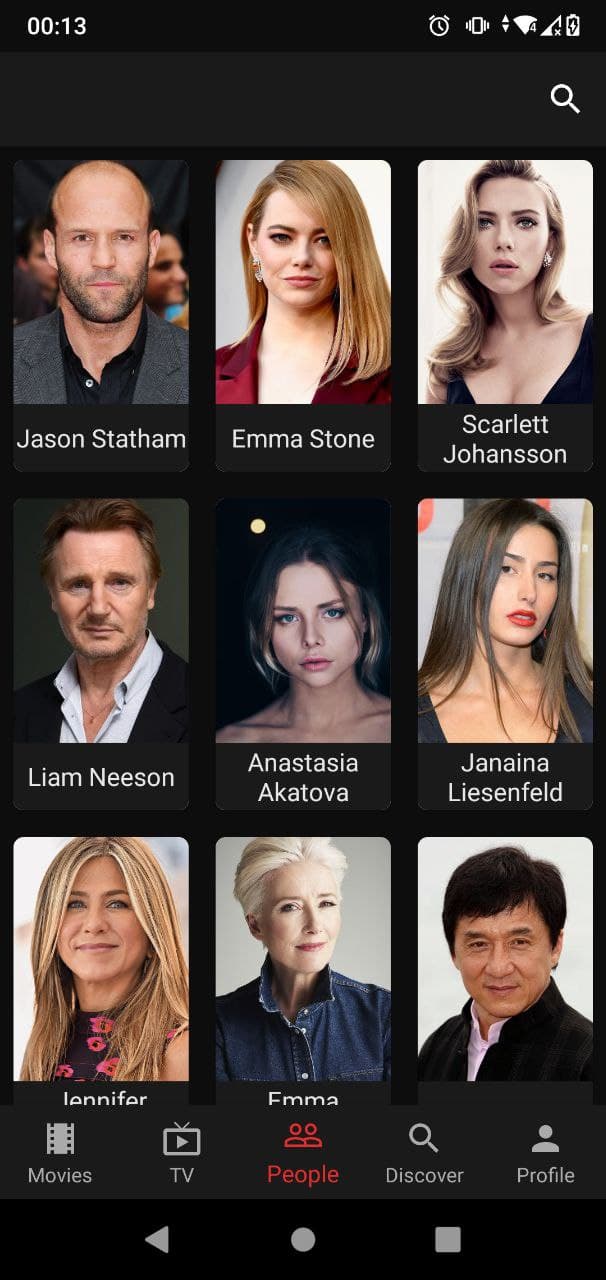 00:13
4
Jason Statham
Emma Stone
Scarlett
Johansson
Liam Neeson
Anastasia
Akatova
Janaina
Liesenfeld
Jennifer
Emma
Movies
TV
People
Discover
Profile